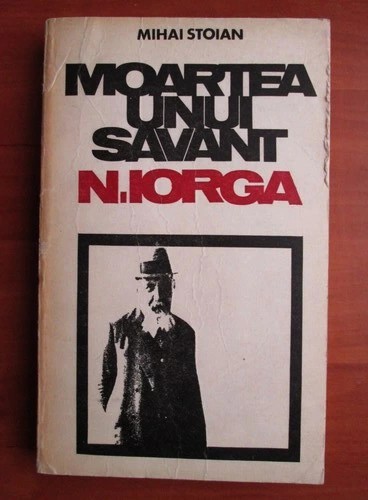 MIHAI STOIAN
MOARTEA
UNUI
SAVANT
N.IORGA